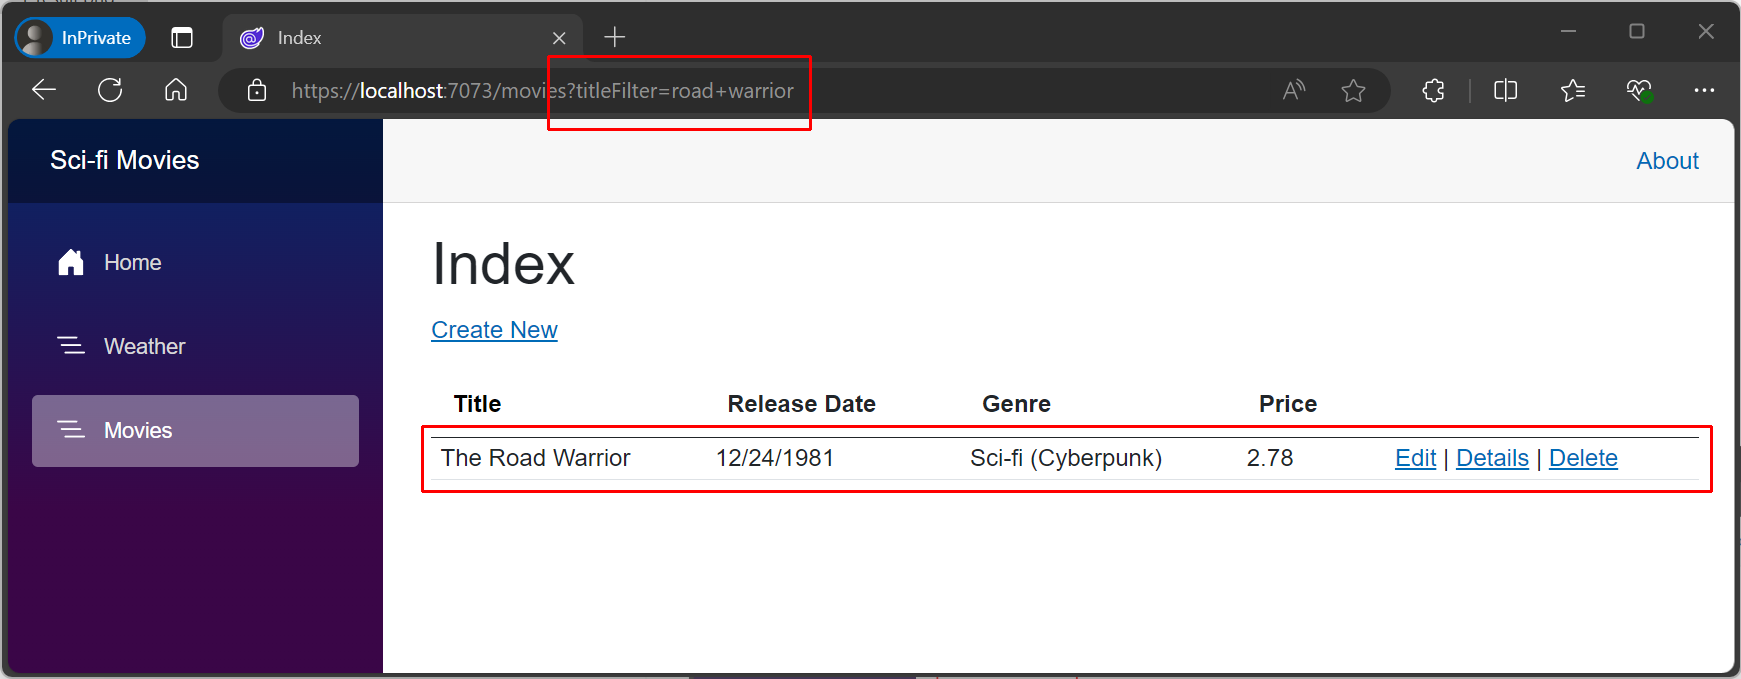 InPrivate
Index
https://localhost:7073/movies?titleFilter=road+warrior
Sci-fi Movies
About
Home
Weather
Movies
Index
Create New
Title Release Date Genre Price
The Road Warrior 12/24/1981 Sci-fi (Cyberpunk) 2.78 Edit | Details | Delete